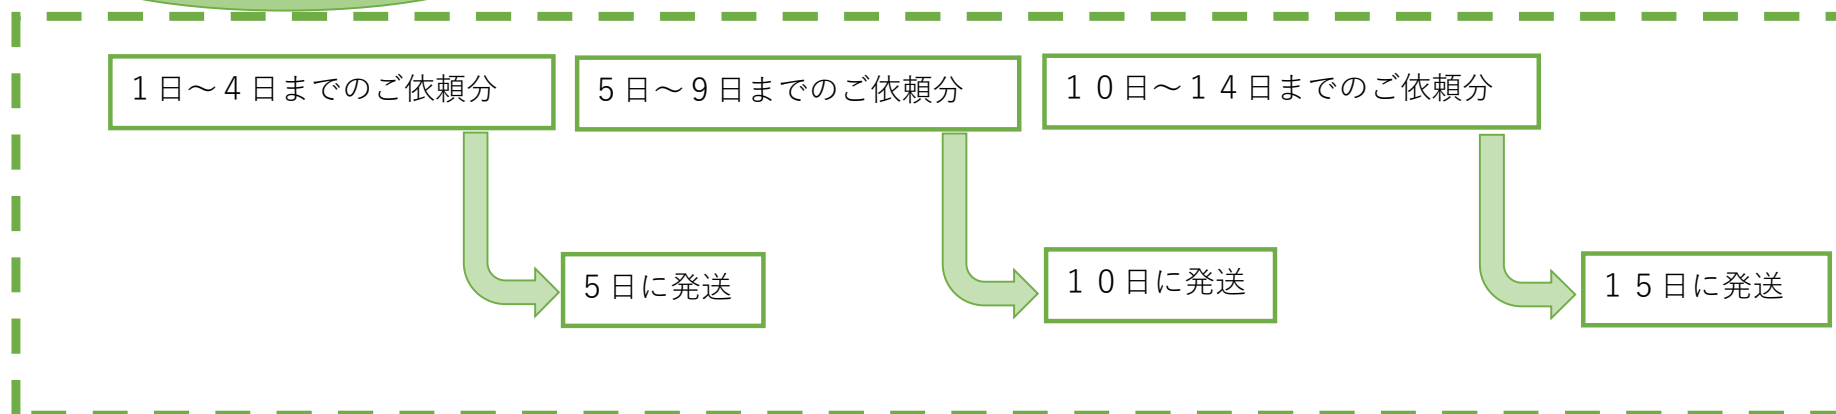 １日～４日までのご依頼分
５日～９日までのご依頼分
１０日～１４日までのご依頼分
５日に発送
１０日に発送
１５日に発送